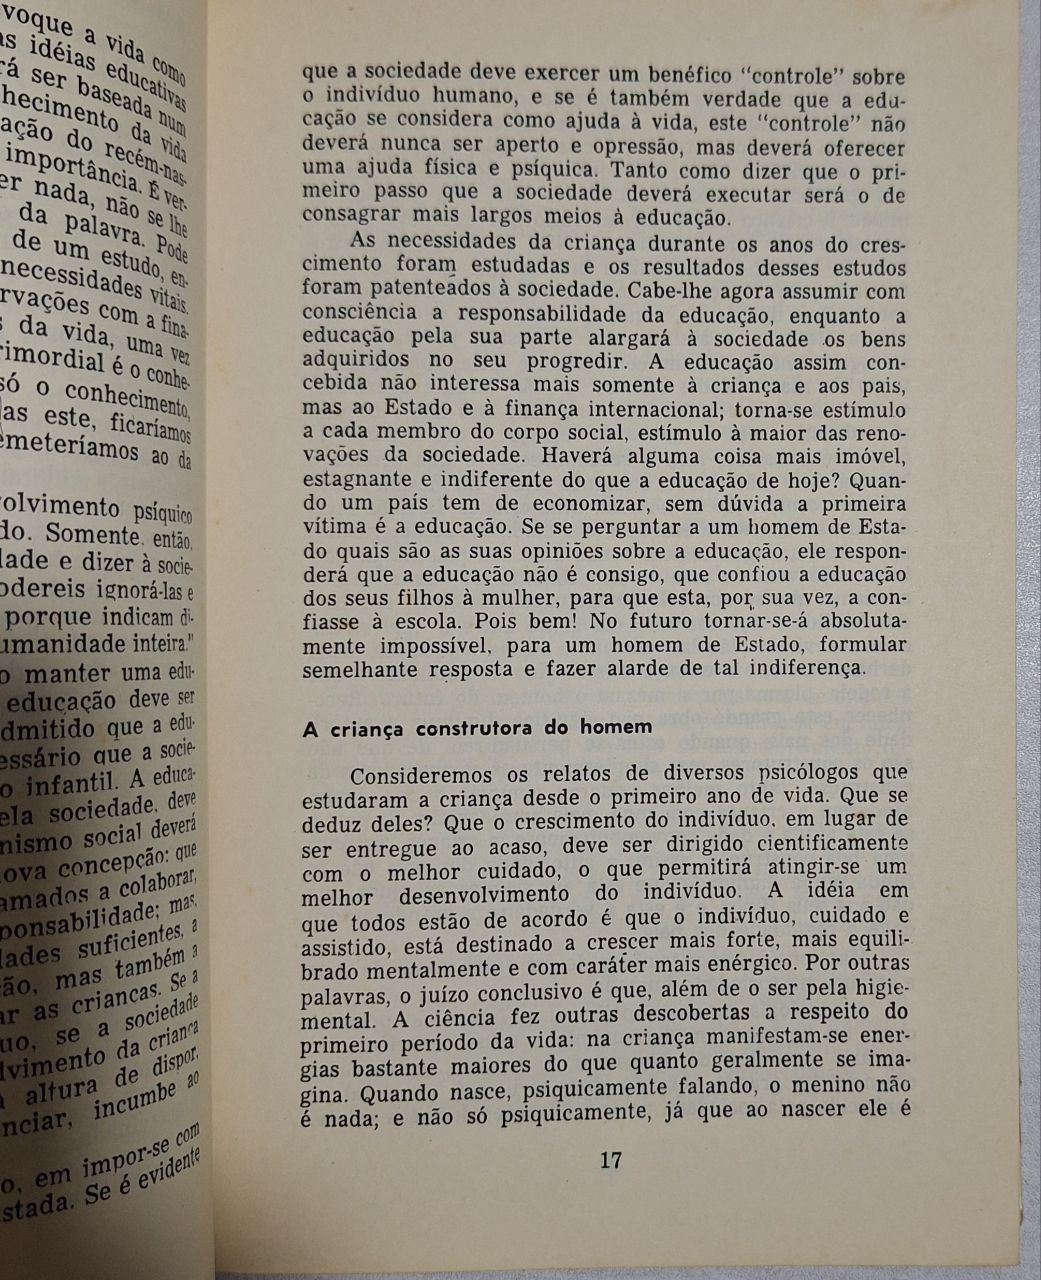 voque a vida como
as idéias educativas
rá ser baseada num
hecimento da vida
ação do recém-nas-
importância. É ver-
er nada, não se lhe
da palavra. Pode
de um estudo, en-
necessidades vitais.
rvações com a fina-
s da vida, uma vez
rimordial é o conhe-
só o conhecimento,
las este, ficaríamos
emeteríamos ao da
volvimento psíquico
do. Somente, então,
dade e dizer à socie-
odereis ignorá-las e
porque indicam di-
umanidade inteira."
o manter uma edu-
educação deve ser
dmitido que a edu-
essário que a socie-
o infantil. A educa-
ela sociedade, deve
nismo social deverá
nova concepção: que
amados a colaborar,
ponsabilidade; mas,
dades suficientes, a
ão, mas também a
ar as crianças. Se a
uo, se a sociedade
lvimento da criança
à altura de dispor,
nciar, incumbe ao
o, em impor-se com
stada. Se é evidente
que a sociedade deve exercer um benéfico "controle" sobre
o indivíduo humano, e se é também verdade que a edu-
cação se considera como ajuda à vida, este "controle" não
deverá nunca ser aperto e opressão, mas deverá oferecer
uma ajuda física e psíquica. Tanto como dizer que o pri-
meiro passo que a sociedade deverá executar será o de
consagrar mais largos meios à educação.
As necessidades da criança durante os anos do cres-
cimento foram estudadas e os resultados desses estudos
foram patenteados à sociedade. Cabe-lhe agora assumir com
consciência a responsabilidade da educação, enquanto a
educação pela sua parte alargará à sociedade os bens
adquiridos no seu progredir. A educação assim con-
cebida não interessa mais somente à criança e aos pais,
mas ao Estado e à finança internacional; torna-se estímulo
a cada membro do corpo social, estímulo à maior das reno-
vações da sociedade. Haverá alguma coisa mais imóvel,
estagnante e indiferente do que a educação de hoje? Quan-
do um país tem de economizar, sem dúvida a primeira
vítima é a educação. Se se perguntar a um homem de Esta-
do quais são as suas opiniões sobre a educação, ele respon-
derá que a educação não é consigo, que confiou a educação
dos seus filhos à mulher, para que esta, por sua vez, a con-
fiasse à escola. Pois bem! No futuro tornar-se-á absoluta-
mente impossível, para um homem de Estado, formular
semelhante resposta e fazer alarde de tal indiferença.
A criança construtora do homem
Consideremos os relatos de diversos psicólogos que
estudaram a criança desde o primeiro ano de vida. Que se
deduz deles? Que o crescimento do indivíduo, em lugar de
ser entregue ao acaso, deve ser dirigido cientificamente
com o melhor cuidado, o que permitirá atingir-se um
melhor desenvolvimento do indivíduo. A idéia em
que todos estão de acordo é que o indivíduo, cuidado e
assistido, está destinado a crescer mais forte, mais equili-
brado mentalmente e com caráter mais enérgico. Por outras
palavras, o juízo conclusivo é que, além de o ser pela higie-
mental. A ciência fez outras descobertas a respeito do
primeiro período da vida: na criança manifestam-se ener-
gias bastante maiores do que quanto geralmente se ima-
gina. Quando nasce, psiquicamente falando, o menino não
é nada; e não só psiquicamente, já que ao nascer ele é
17